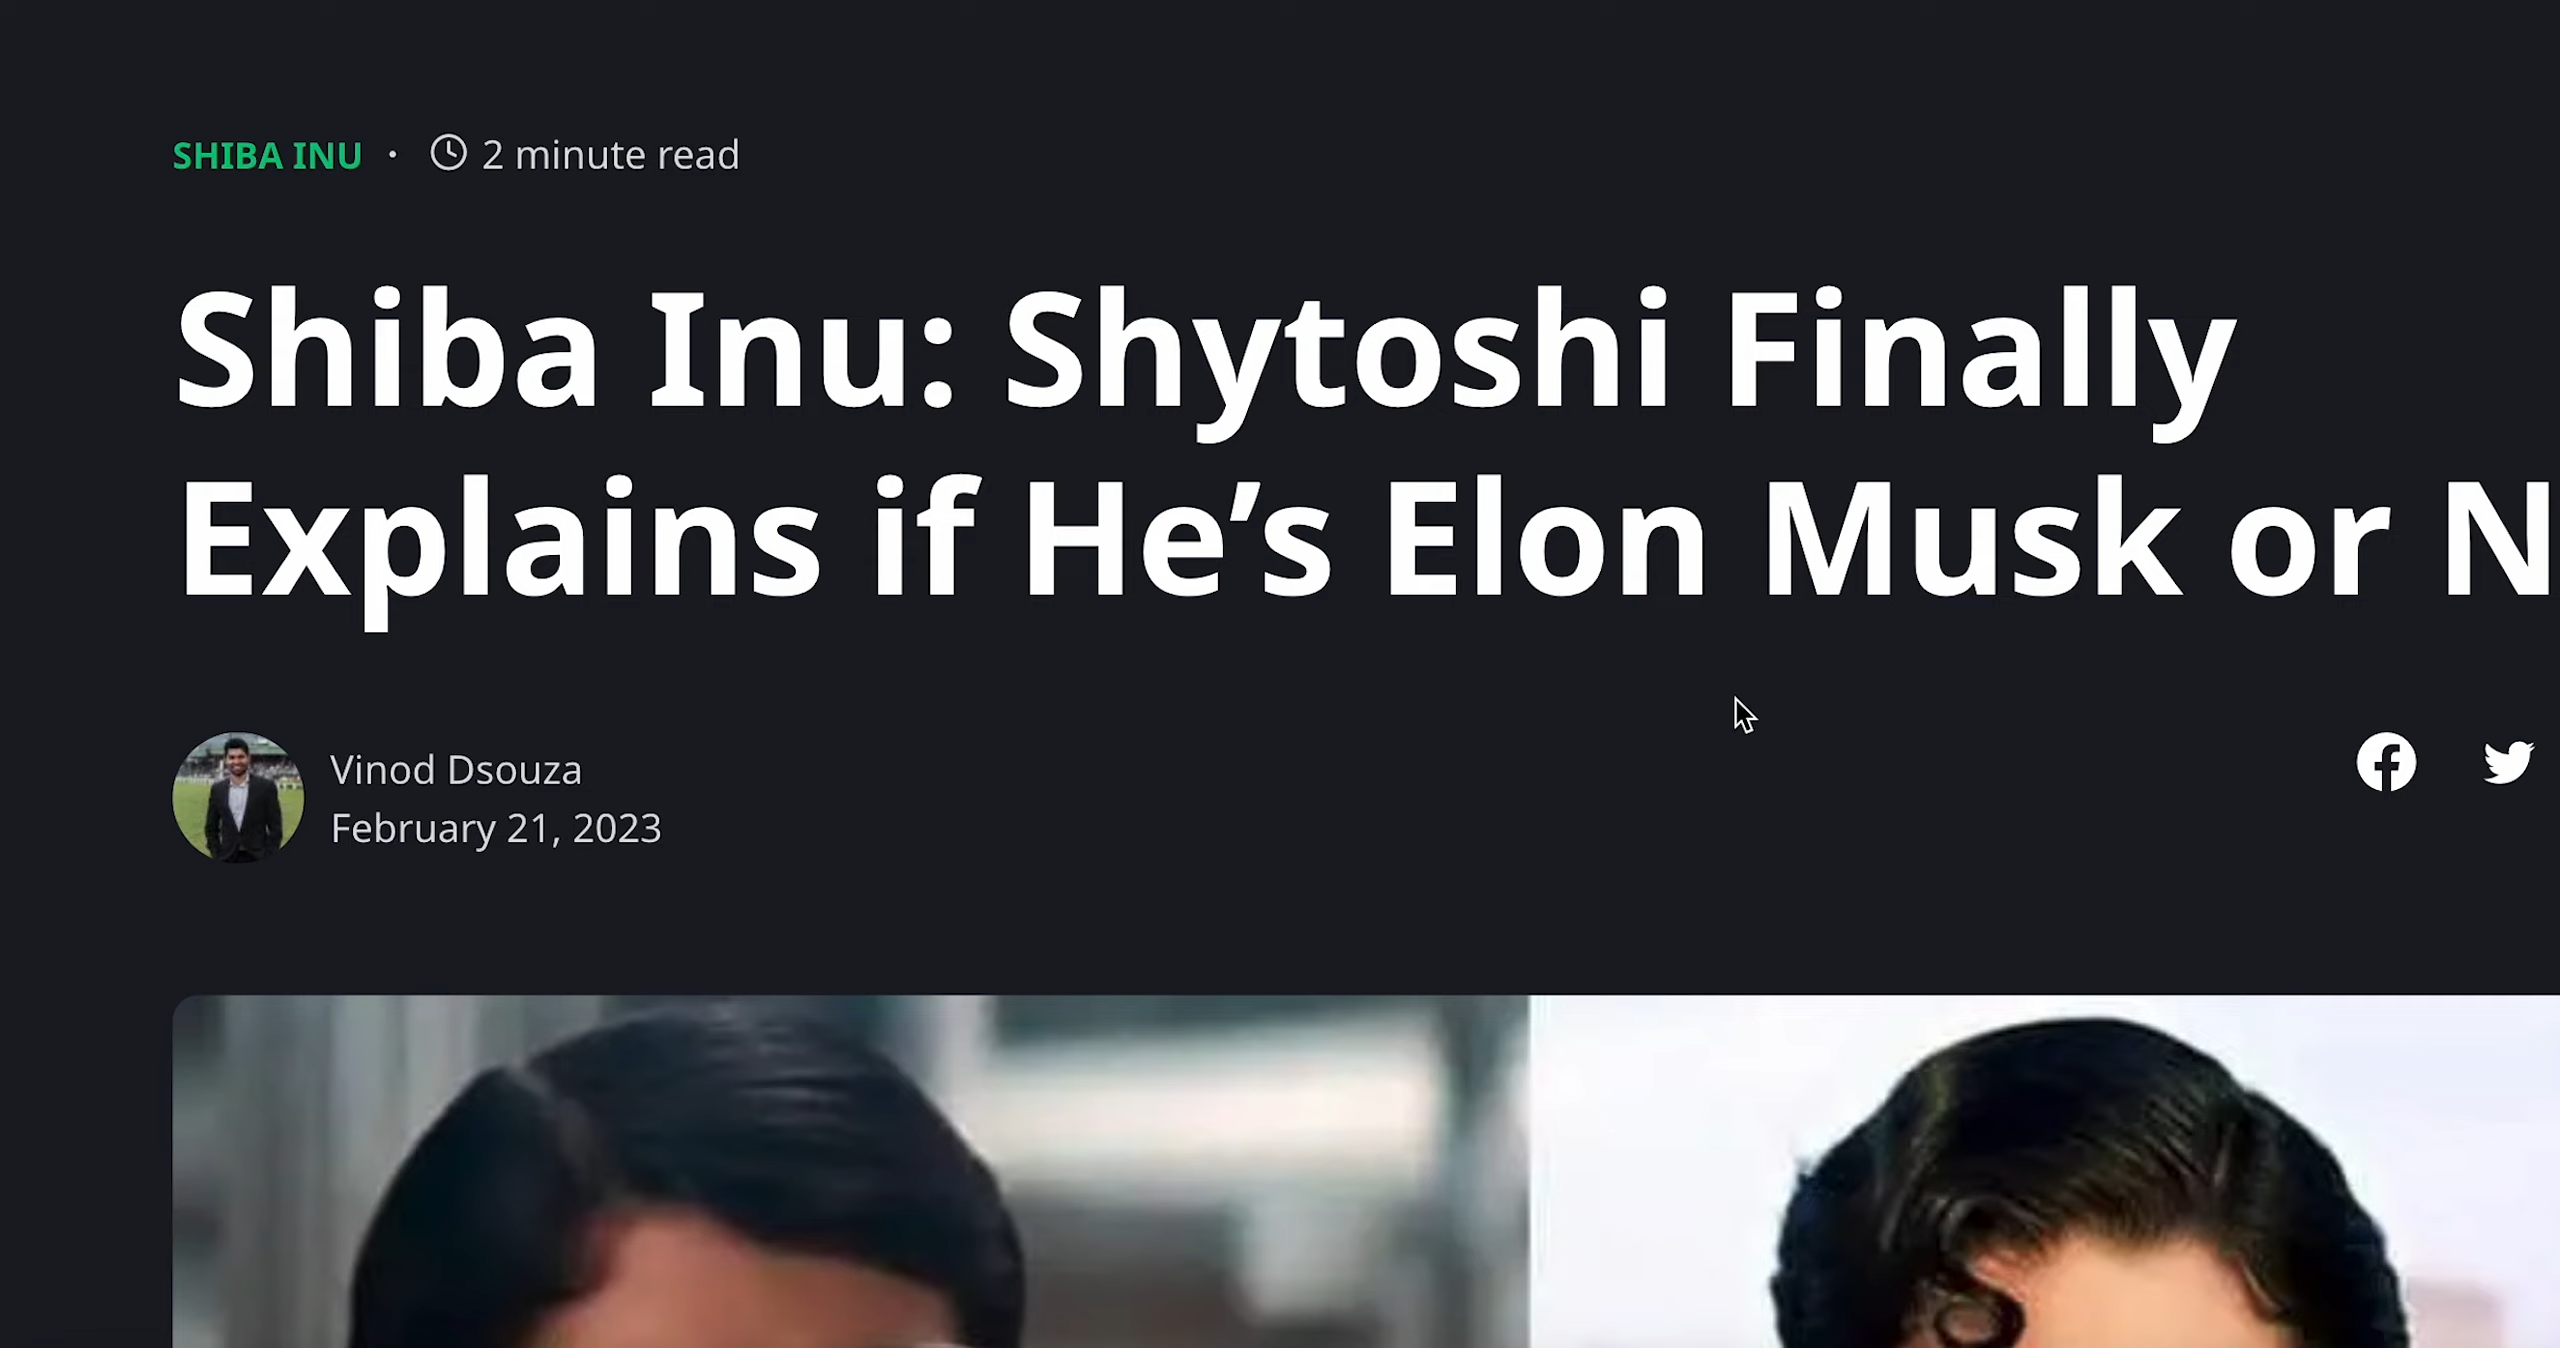 SHIBA INU · 2 minute read
Shiba Inu: Shytoshi Finally
Explains if He’s Elon Musk or N
Vinod Dsouza
February 21, 2023